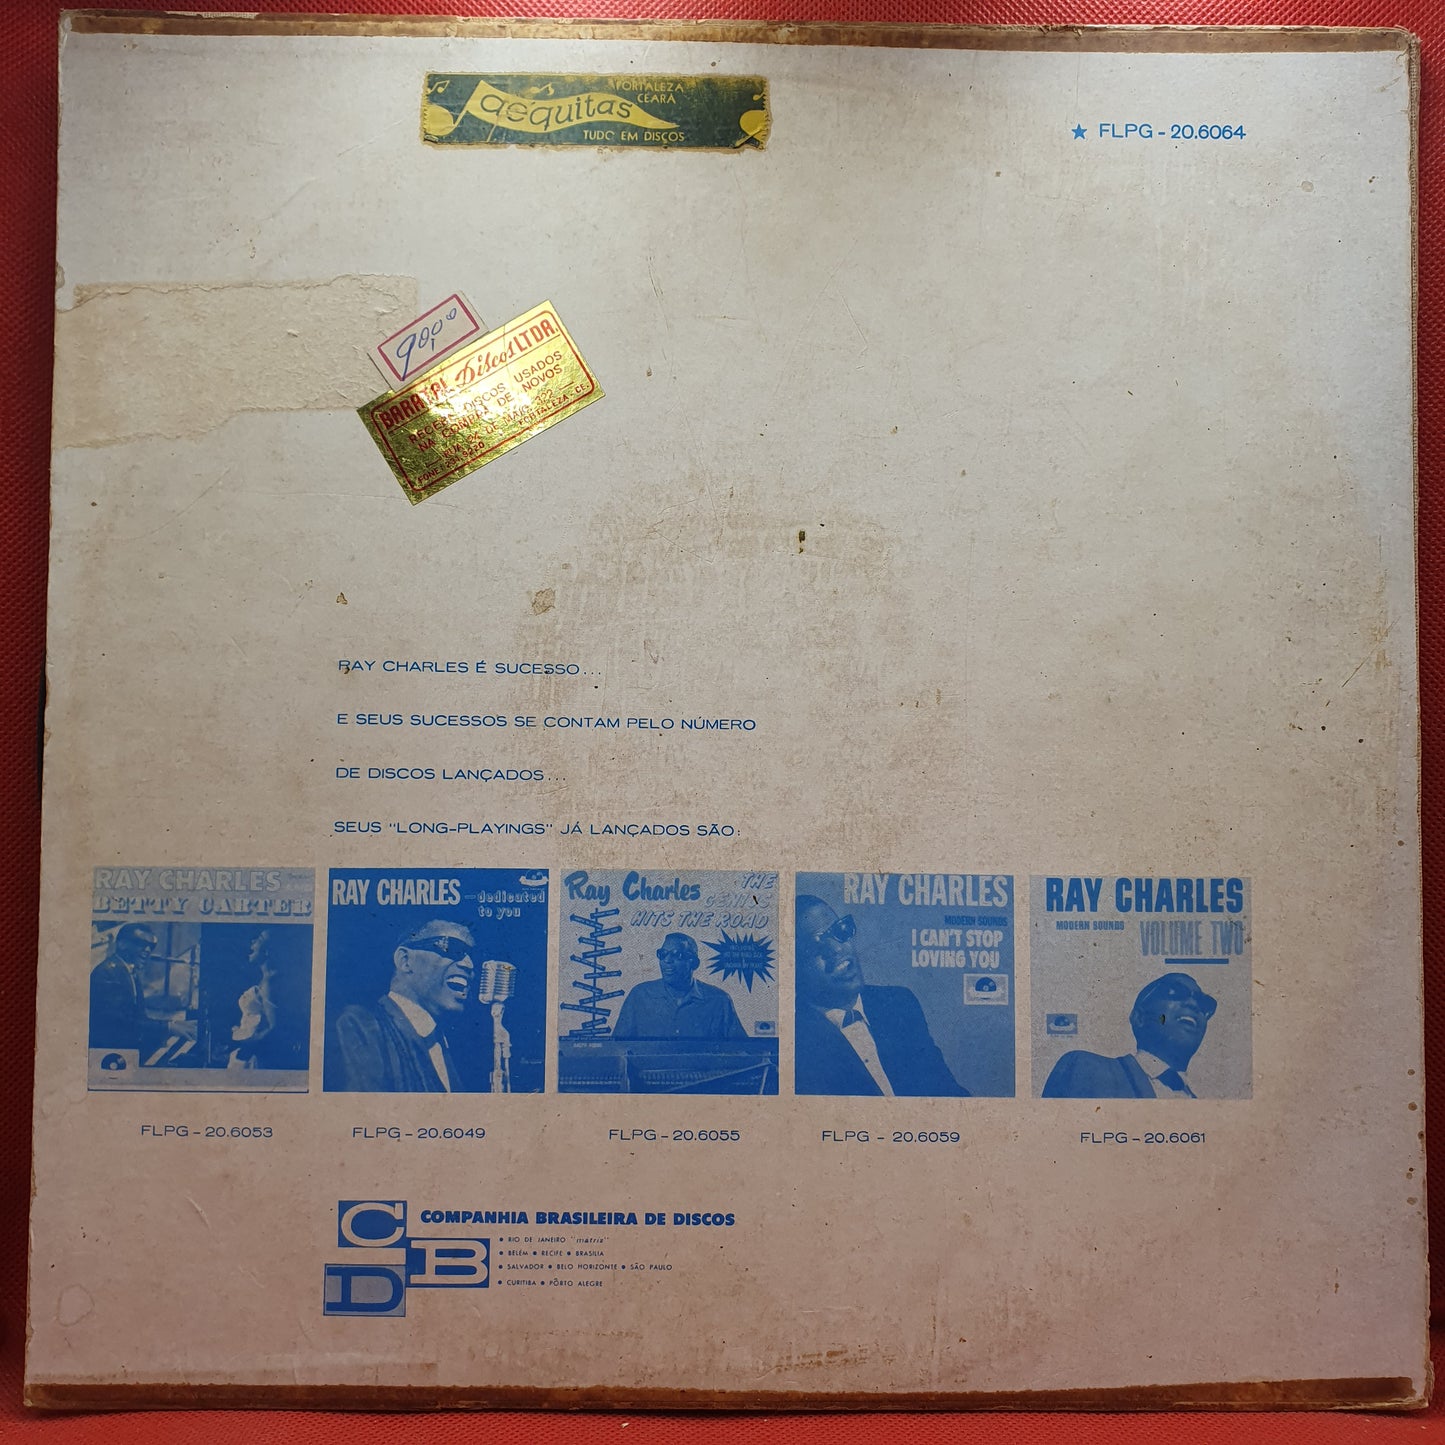 FORTALEZA
CEARÁ
aequitas
TUDO EM DISCOS
★ FLPG - 20.6064
900,00
Discos LTDA.
RECEBE DISCOS USADOS
NA COMPRA DE NOVOS
FORTALEZA - CE.
RAY CHARLES É SUCESSO...
E SEUS SUCESSOS SE CONTAM PELO NÚMERO
DE DISCOS LANÇADOS...
SEUS "LONG-PLAYINGS" JÁ LANÇADOS SÃO:
RAY CHARLES
BETTY CARTER
RAY CHARLES
—dedicated
to you
Ray Charles THE
GENIUS
HITS THE ROAD
RAY CHARLES
MODERN SOUNDS
I CAN'T STOP
LOVING YOU
RAY CHARLES
MODERN SOUNDS
VOLUME TWO
FLPG - 20.6053
FLPG - 20.6049
FLPG - 20.6055
FLPG - 20.6059
FLPG - 20.6061
CBD
COMPANHIA BRASILEIRA DE DISCOS
● RIO DE JANEIRO "matriz"
● BELÉM ● RECIFE ● BRASILIA
● SALVADOR ● BELO HORIZONTE ● SÃO PAULO
● CURITIBA ● PÔRTO ALEGRE